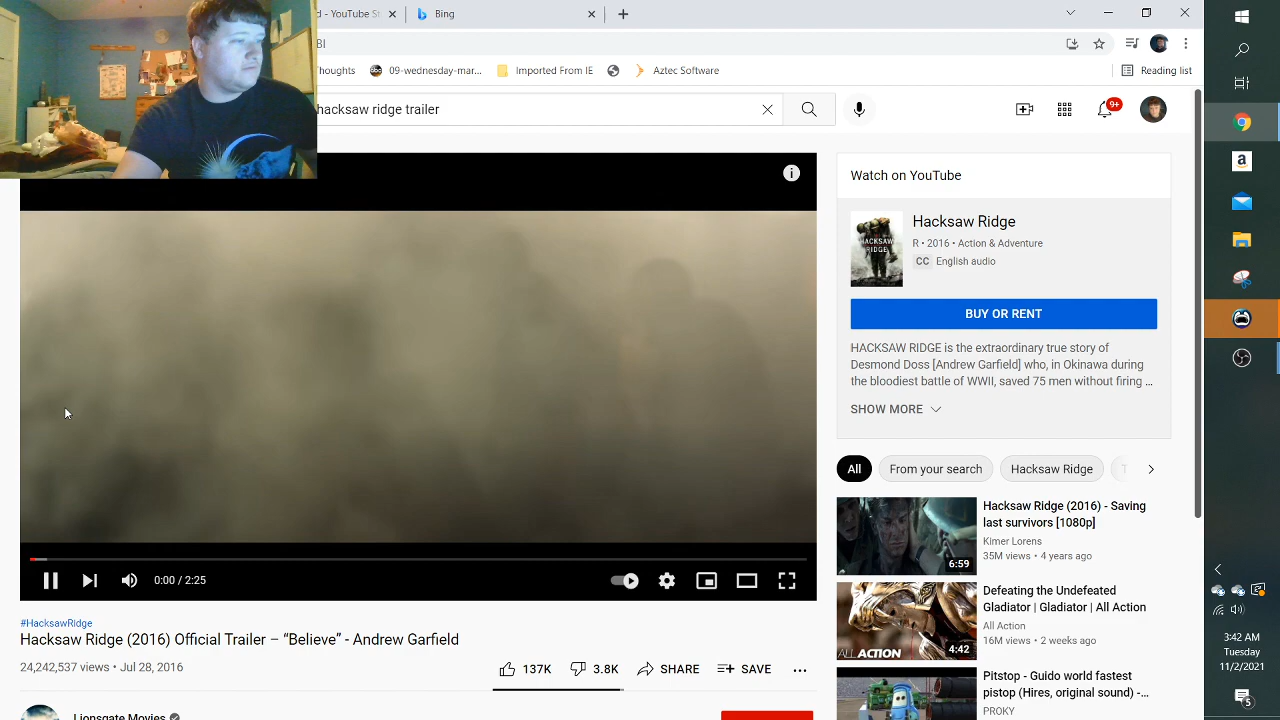 d - YouTube St
Bing
BI
houghts
09-wednesday-mar...
Imported From IE
Aztec Software
Reading list
hacksaw ridge trailer
9+
Watch on YouTube
HACKSAW RIDGE
Hacksaw Ridge
R • 2016 • Action & Adventure
CC English audio
BUY OR RENT
HACKSAW RIDGE is the extraordinary true story of
Desmond Doss [Andrew Garfield] who, in Okinawa during
the bloodiest battle of WWII, saved 75 men without firing ...
SHOW MORE
All
From your search
Hacksaw Ridge
Hacksaw Ridge (2016) - Saving
last survivors [1080p]
Kimer Lorens
35M views • 4 years ago
6:59
Defeating the Undefeated
Gladiator | Gladiator | All Action
All Action
16M views • 2 weeks ago
ALL ACTION
4:42
Pitstop - Guido world fastest
pistop (Hires, original sound) -...
PROKY
0:00 / 2:25
#HacksawRidge
Hacksaw Ridge (2016) Official Trailer – “Believe” - Andrew Garfield
24,242,537 views • Jul 28, 2016
137K
3.8K
SHARE
SAVE
Lionsgate Movies
3:42 AM
Tuesday
11/2/2021
5